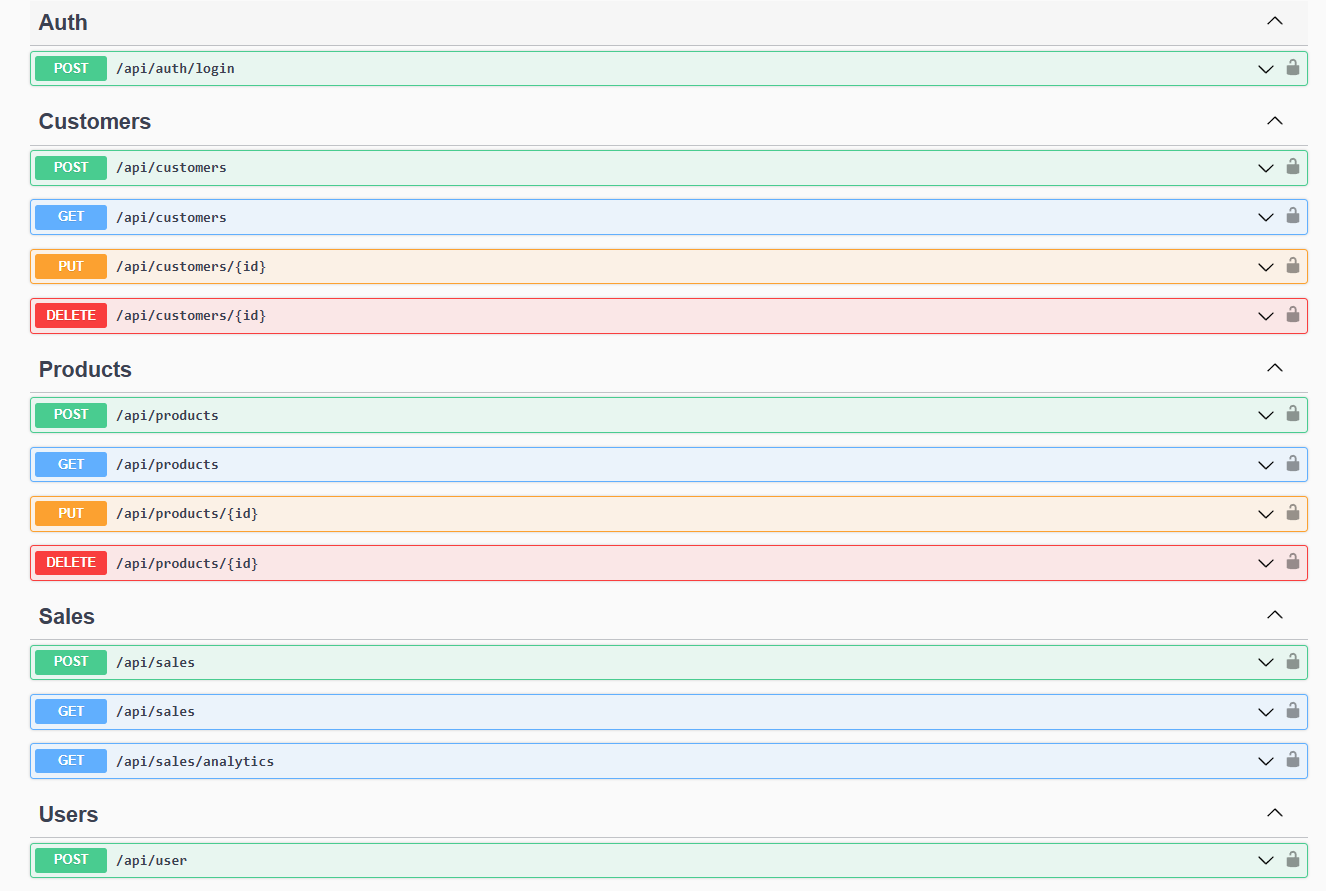 Auth
POST /api/auth/login
Customers
POST /api/customers
GET /api/customers
PUT /api/customers/{id}
DELETE /api/customers/{id}
Products
POST /api/products
GET /api/products
PUT /api/products/{id}
DELETE /api/products/{id}
Sales
POST /api/sales
GET /api/sales
GET /api/sales/analytics
Users
POST /api/user